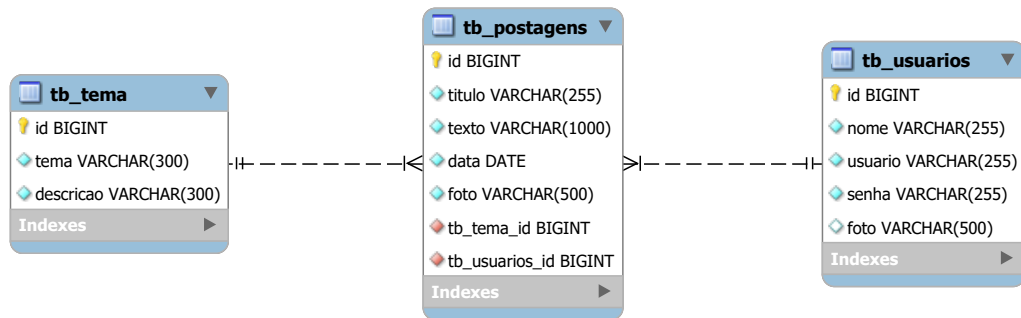 tb_tema
id BIGINT
tema VARCHAR(300)
descricao VARCHAR(300)
Indexes
tb_postagens
id BIGINT
titulo VARCHAR(255)
texto VARCHAR(1000)
data DATE
foto VARCHAR(500)
tb_tema_id BIGINT
tb_usuarios_id BIGINT
Indexes
tb_usuarios
id BIGINT
nome VARCHAR(255)
usuario VARCHAR(255)
senha VARCHAR(255)
foto VARCHAR(500)
Indexes